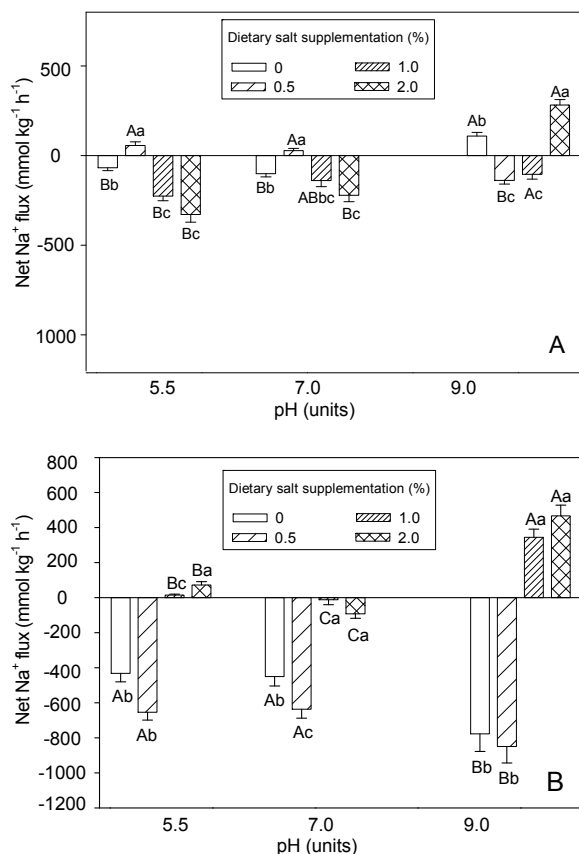 Net Na⁺ flux (mmol kg⁻¹ h⁻¹)
500
0
-500
1000
Dietary salt supplementation (%)
0 1.0
0.5 2.0
Bb Aa Bc Bc
Bb Aa ABbc Bc
Ab Bc Ac Aa
A
5.5 7.0 9.0
pH (units)
Net Na⁺ flux (mmol kg⁻¹ h⁻¹)
800
600
400
200
0
-200
-400
-600
-800
-1000
-1200
Dietary salt supplementation (%)
0 1.0
0.5 2.0
Ab Ab Bc Ba
Ab Ac Ca Ca
Bb Bb Aa Aa
B
5.5 7.0 9.0
pH (units)